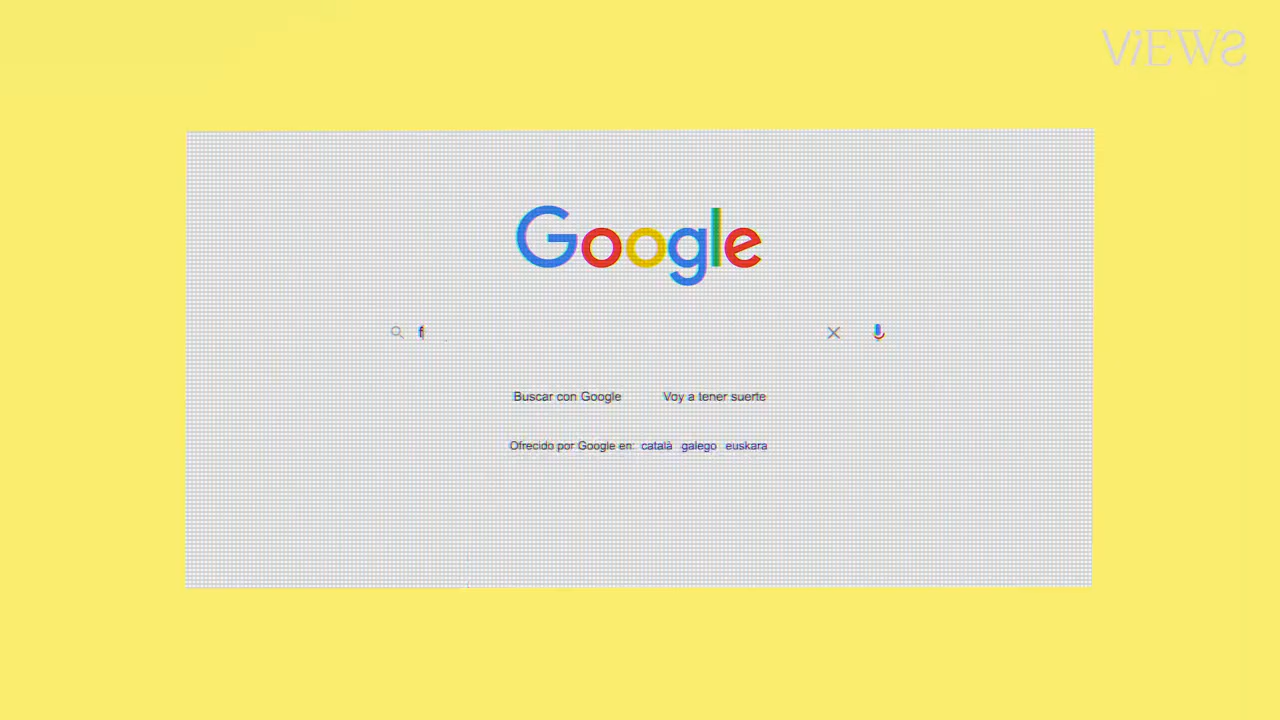 ViEWS
Google
f
Buscar con Google Voy a tener suerte
Ofrecido por Google en: català galego euskara